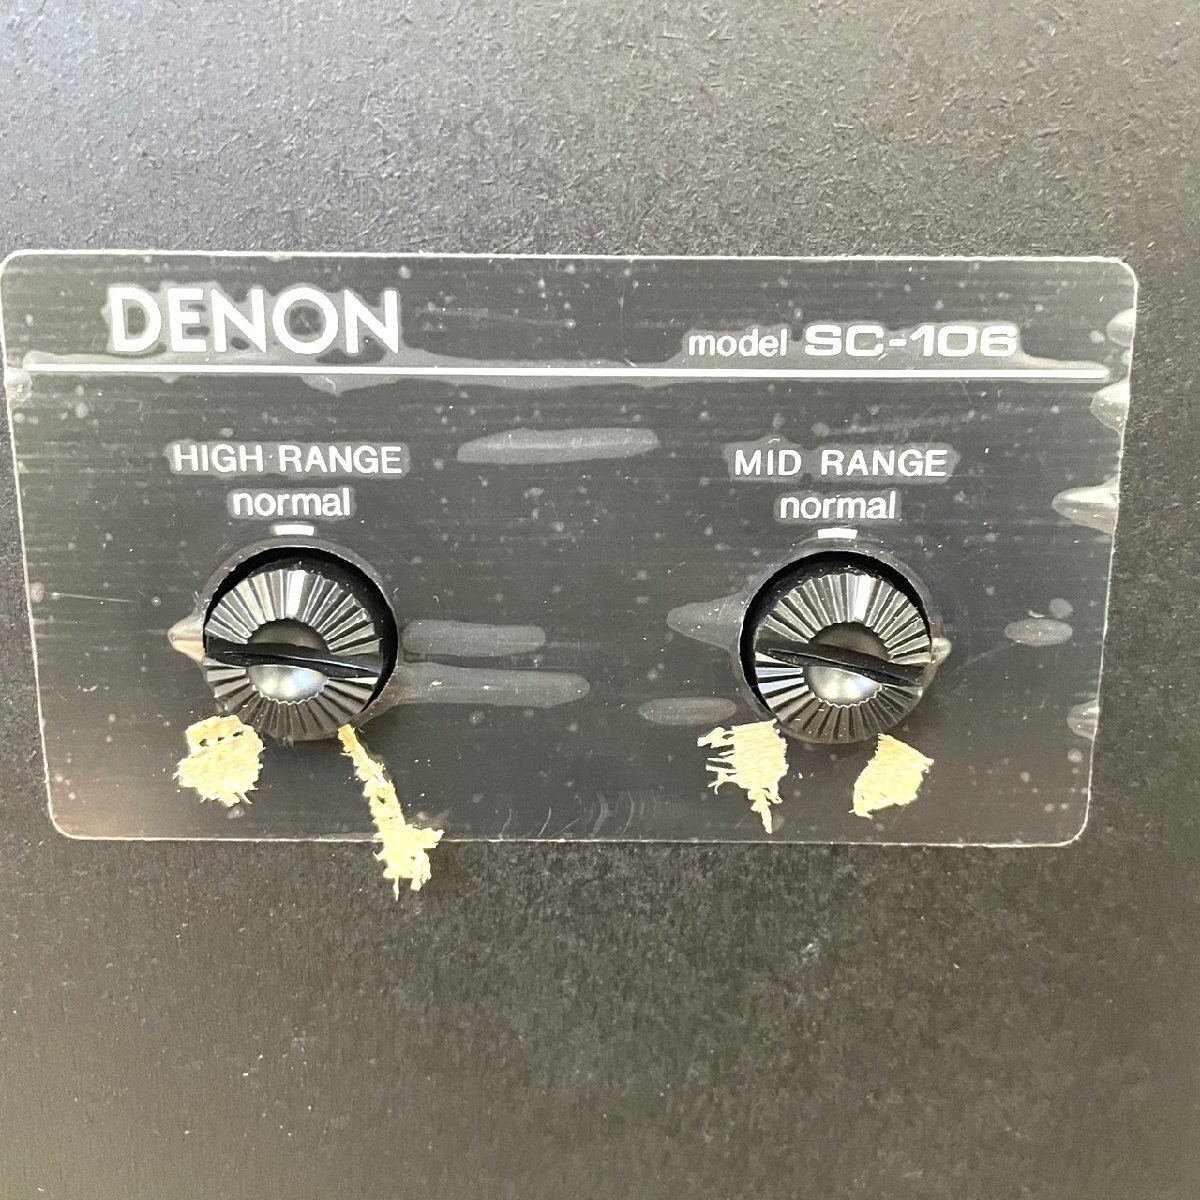 DENON
model SC-106
HIGH RANGE
normal
MID RANGE
normal